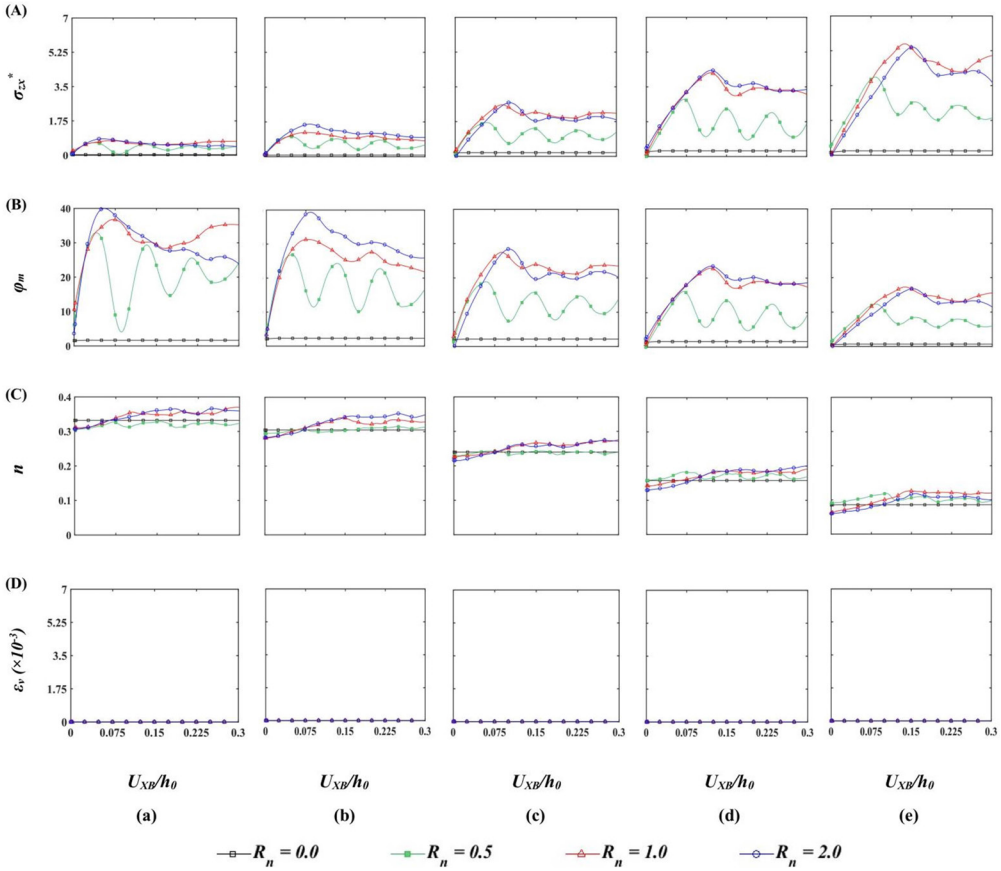 (A)
7
5.25
3.5
1.75
0
σzx*
(B)
40
30
20
10
0
φm
(C)
0.4
0.3
0.2
0.1
0
n
(D)
7
5.25
3.5
1.75
0
εv (×10-3)
0 0.075 0.15 0.225 0.3
0 0.075 0.15 0.225 0.3
0 0.075 0.15 0.225 0.3
0 0.075 0.15 0.225 0.3
0 0.075 0.15 0.225 0.3
UXB/h0 UXB/h0 UXB/h0 UXB/h0 UXB/h0
(a) (b) (c) (d) (e)
Rn = 0.0 Rn = 0.5 Rn = 1.0 Rn = 2.0